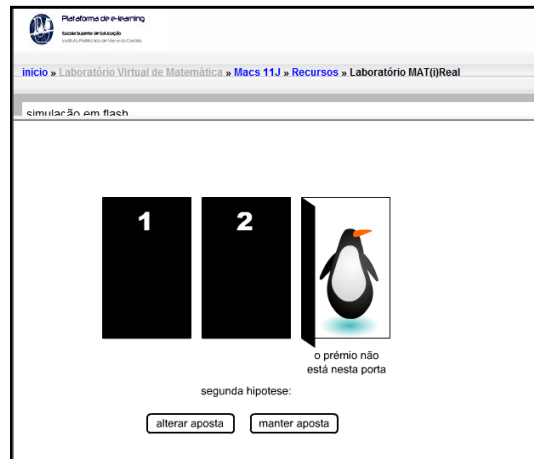 Plataforma de e-learning
Escola Superior de Educação
Instituto Politécnico de Viana do Castelo
inicio » Laboratório Virtual de Matemática » Macs 11J » Recursos » Laboratório MAT(i)Real
simulação em flash
1 2
o prémio não
está nesta porta
segunda hipotese:
alterar aposta manter aposta